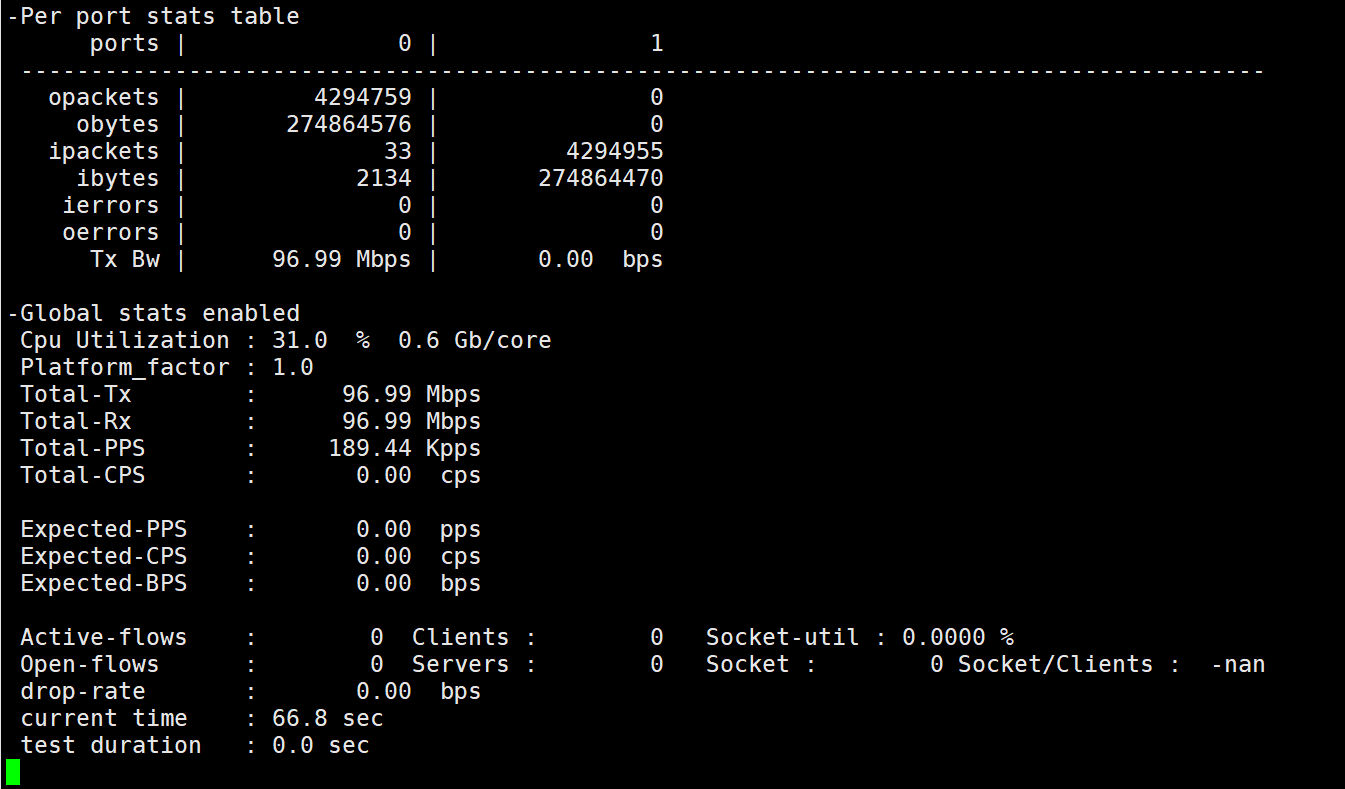 -Per port stats table
      ports |               0 |               1
 -----------------------------------------------------------------------------------------
   opackets |         4294759 |               0
     obytes |       274864576 |               0
   ipackets |              33 |         4294955
     ibytes |            2134 |       274864470
    ierrors |               0 |               0
    oerrors |               0 |               0
      Tx Bw |      96.99 Mbps |       0.00  bps

-Global stats enabled
 Cpu Utilization : 31.0  %  0.6 Gb/core
 Platform_factor : 1.0
 Total-Tx        :      96.99 Mbps
 Total-Rx        :      96.99 Mbps
 Total-PPS       :     189.44 Kpps
 Total-CPS       :       0.00  cps

 Expected-PPS    :       0.00  pps
 Expected-CPS    :       0.00  cps
 Expected-BPS    :       0.00  bps

 Active-flows    :        0  Clients :        0   Socket-util : 0.0000 %
 Open-flows      :        0  Servers :        0   Socket :        0 Socket/Clients :  -nan
 drop-rate       :       0.00  bps
 current time    : 66.8 sec
 test duration   : 0.0 sec